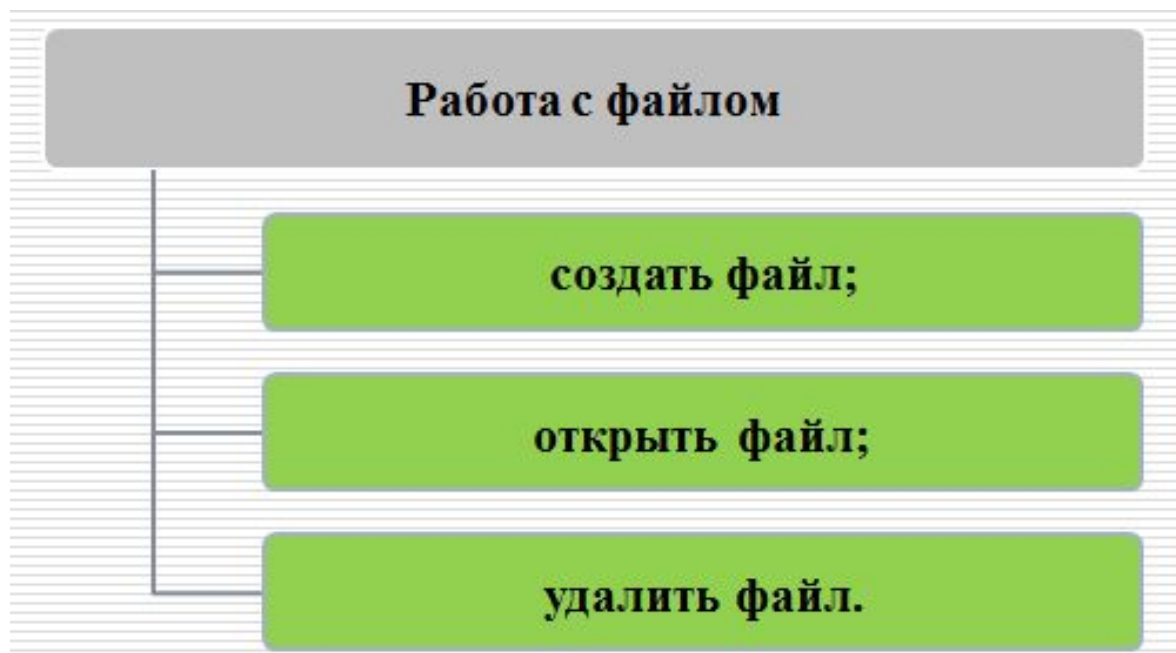 Работа с файлом
создать файл;
открыть файл;
удалить файл.